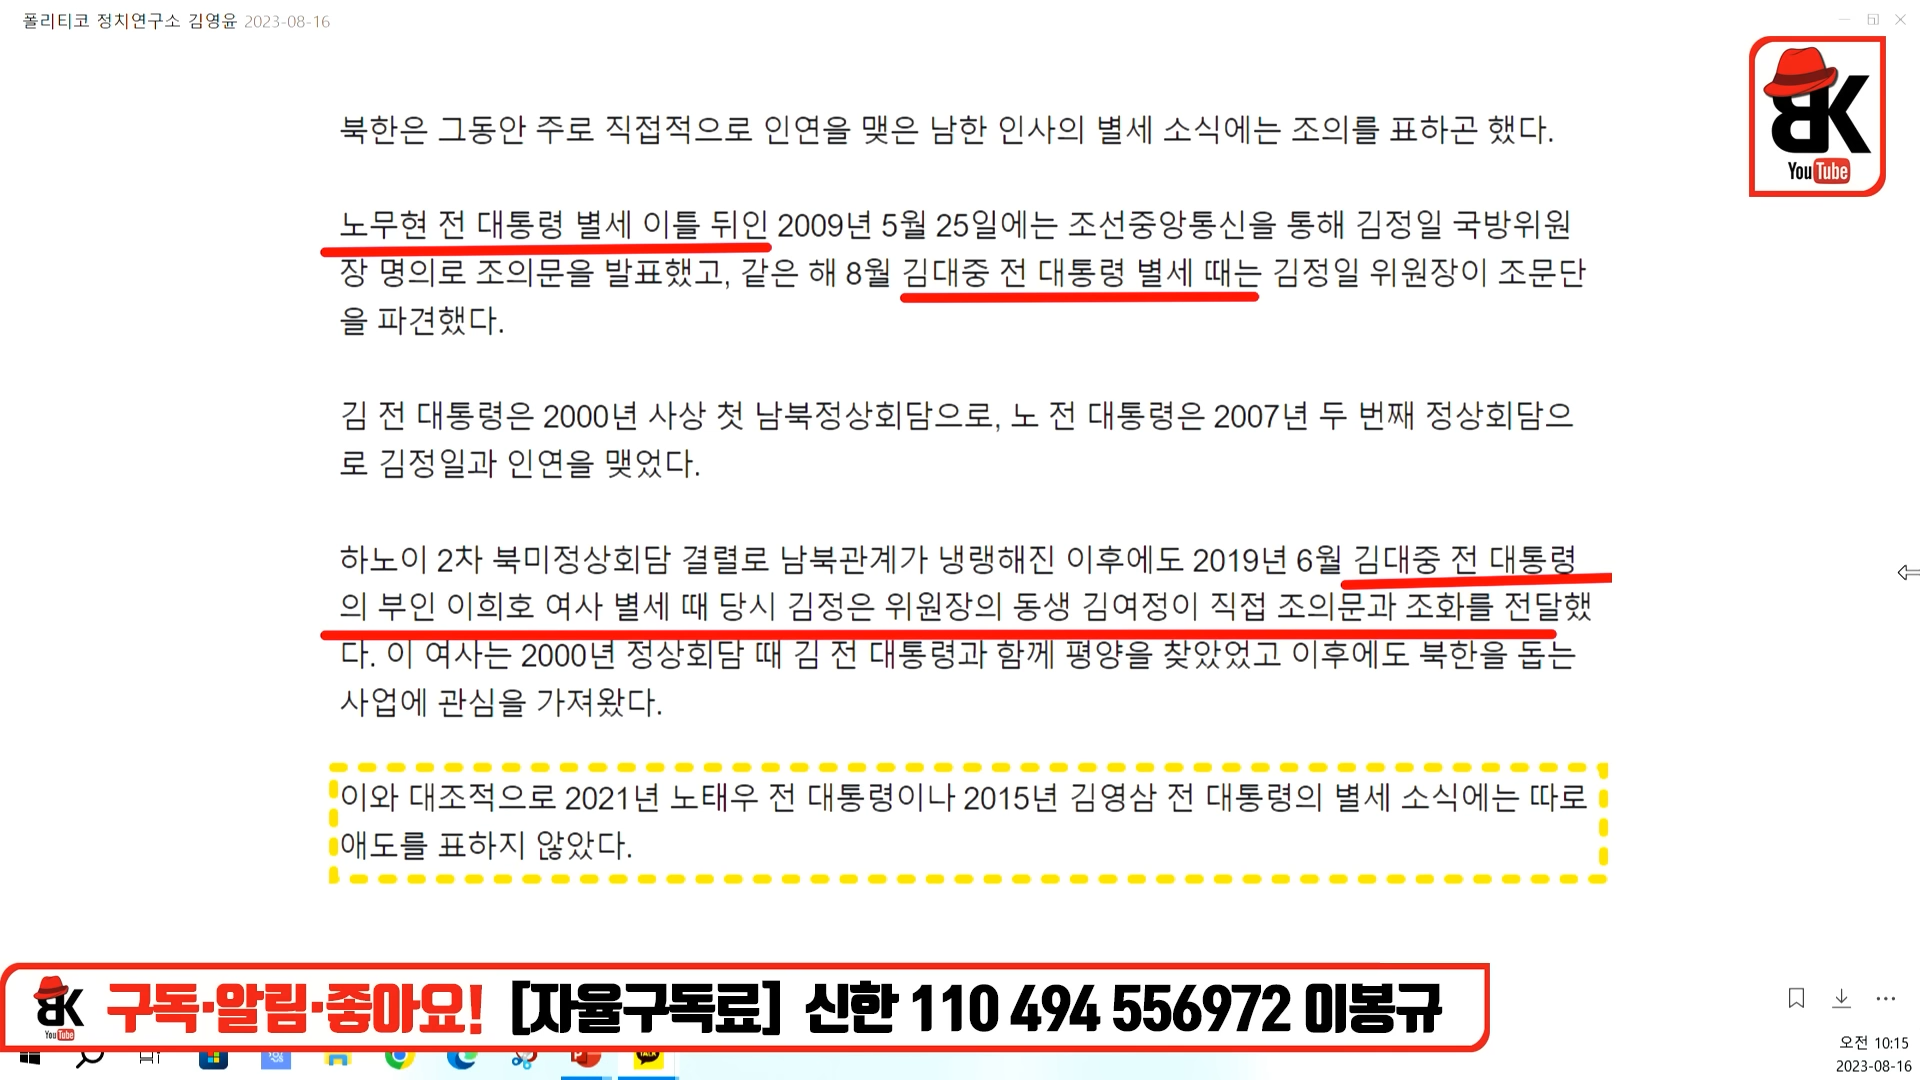 폴리티코 정치연구소 김영윤 2023-08-16
BK
YouTube
북한은 그동안 주로 직접적으로 인연을 맺은 남한 인사의 별세 소식에는 조의를 표하곤 했다.
노무현 전 대통령 별세 이틀 뒤인 2009년 5월 25일에는 조선중앙통신을 통해 김정일 국방위원
장 명의로 조의문을 발표했고, 같은 해 8월 김대중 전 대통령 별세 때는 김정일 위원장이 조문단
을 파견했다.
김 전 대통령은 2000년 사상 첫 남북정상회담으로, 노 전 대통령은 2007년 두 번째 정상회담으
로 김정일과 인연을 맺었다.
하노이 2차 북미정상회담 결렬로 남북관계가 냉랭해진 이후에도 2019년 6월 김대중 전 대통령
의 부인 이희호 여사 별세 때 당시 김정은 위원장의 동생 김여정이 직접 조의문과 조화를 전달했
다. 이 여사는 2000년 정상회담 때 김 전 대통령과 함께 평양을 찾았었고 이후에도 북한을 돕는
사업에 관심을 가져왔다.
이와 대조적으로 2021년 노태우 전 대통령이나 2015년 김영삼 전 대통령의 별세 소식에는 따로
애도를 표하지 않았다.
BK YouTube 구독·알림·좋아요! [자율구독료] 신한 110 494 556972 이봉규
TALK
오전 10:15
2023-08-16